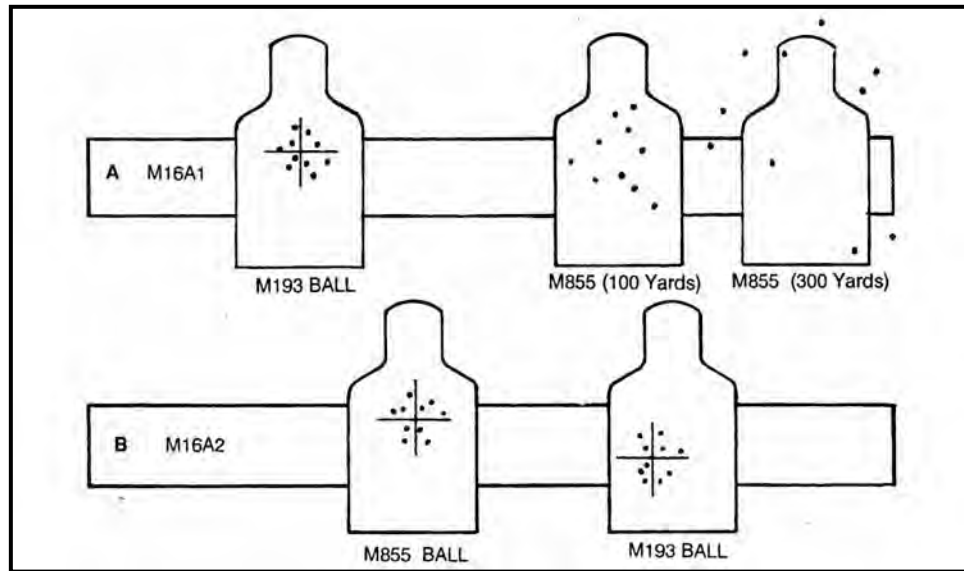 A M16A1
M193 BALL
M855 (100 Yards)
M855 (300 Yards)
B M16A2
M855 BALL
M193 BALL